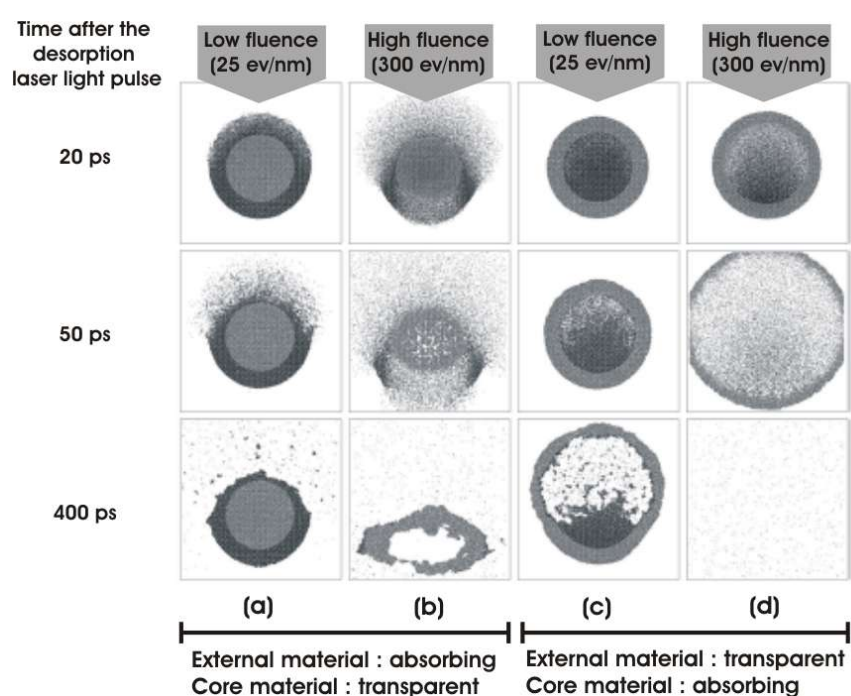 Time after the
desorption
laser light pulse
Low fluence
(25 ev/nm)
High fluence
(300 ev/nm)
Low fluence
(25 ev/nm)
High fluence
(300 ev/nm)
20 ps
50 ps
400 ps
(a)
(b)
(c)
(d)
External material : absorbing
Core material : transparent
External material : transparent
Core material : absorbing